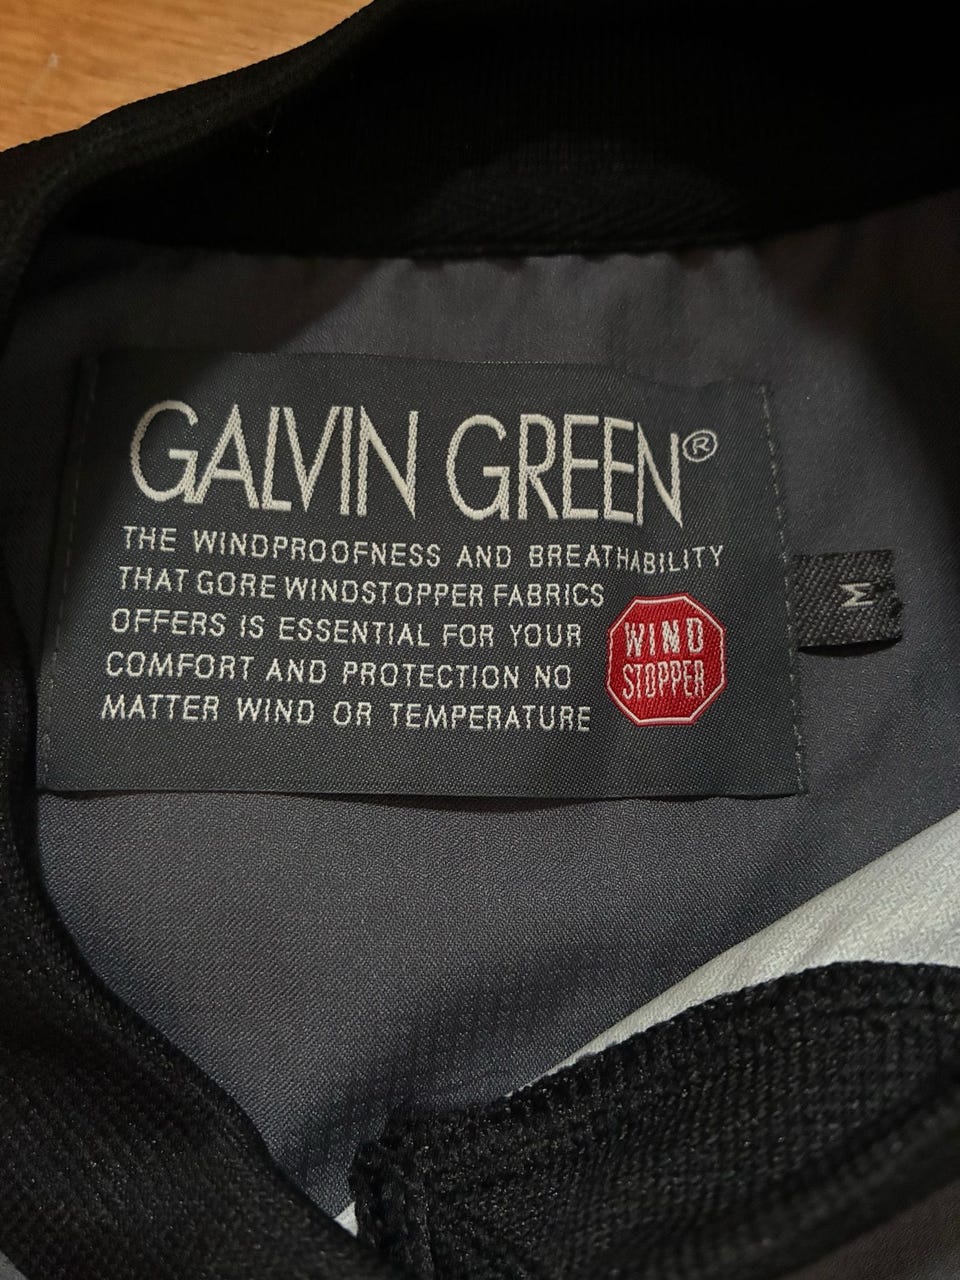 GALVIN GREEN®
THE WINDPROOFNESS AND BREATHABILITY
THAT GORE WINDSTOPPER FABRICS
OFFERS IS ESSENTIAL FOR YOUR
COMFORT AND PROTECTION NO
MATTER WIND OR TEMPERATURE
WIND
STOPPER
M